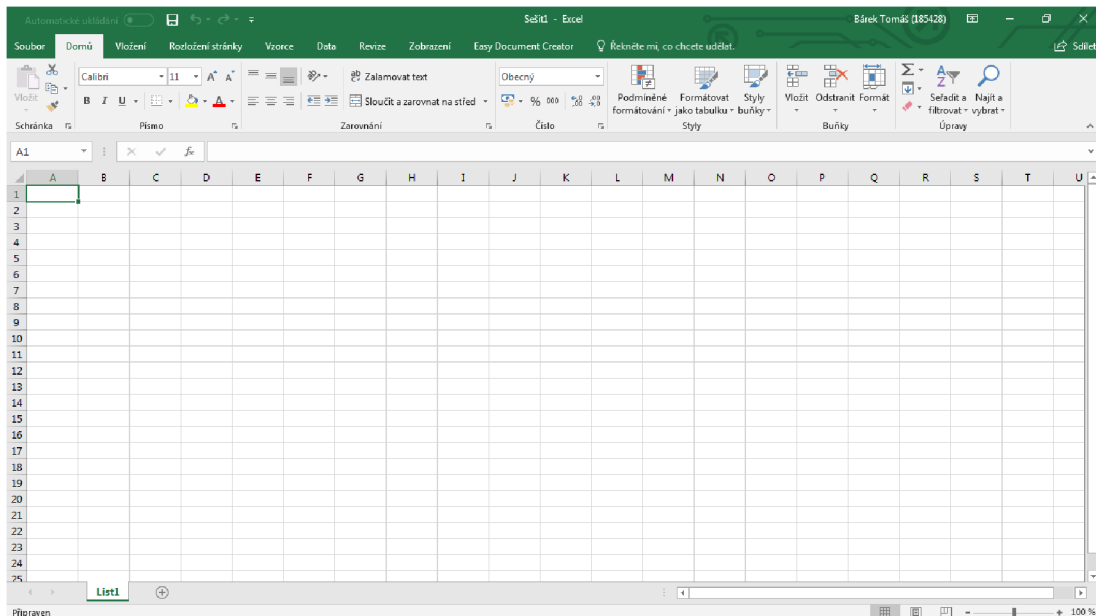 Automatické ukládání Sešit1 - Excel Bárek Tomáš (185428)
Soubor Domů Vložení Rozložení stránky Vzorce Data Revize Zobrazení Easy Document Creator Řekněte mi, co chcete udělat. Sdílet
Calibri 11 Zalamovat text Obecný
Vložit B I U Sloučit a zarovnat na střed % 000 Podmíněné formátování Formátovat jako tabulku Styly buňky Vložit Odstranit Formát Seřadit a filtrovat Najít a vybrat
Schránka Písmo Zarovnání Číslo Styly Buňky Úpravy
A1 fx
A B C D E F G H I J K L M N O P Q R S T U
1
2
3
4
5
6
7
8
9
10
11
12
13
14
15
16
17
18
19
20
21
22
23
24
25
List1
Připraven 100 %